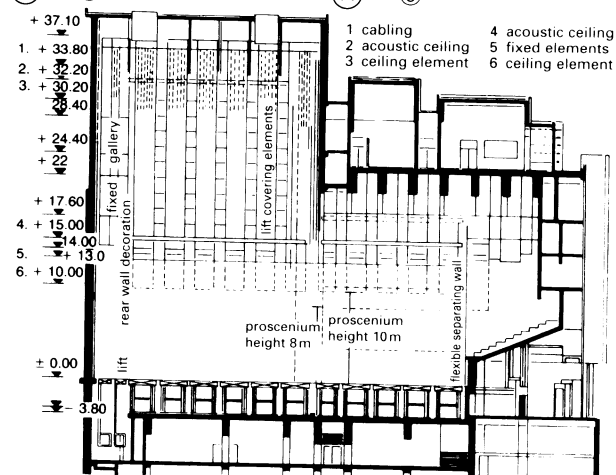 + 37.10
1. + 33.80
2. + 32.20
3. + 30.20
28.40
+ 24.40
+ 22
+ 17.60
4. + 15.00
14.00
5. + 13.0
6. + 10.00
± 0.00
- 3.80
1 cabling
2 acoustic ceiling
3 ceiling element
4 acoustic ceiling
5 fixed elements
6 ceiling element
fixed gallery
rear wall decoration
lift
lift covering elements
proscenium
height 8 m
proscenium
height 10 m
flexible separating wall